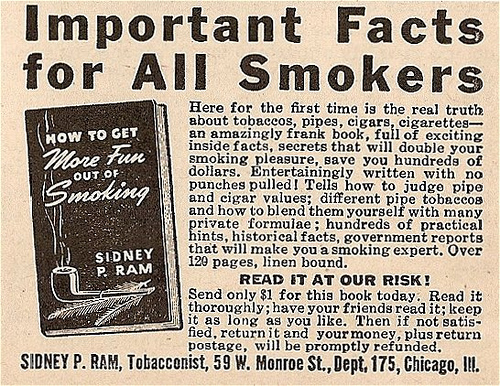 Important Facts
for All Smokers
HOW TO GET
More Fun
OUT OF
Smoking
SIDNEY
P. RAM
Here for the first time is the real truth
about tobaccos, pipes, cigars, cigarettes—
an amazingly frank book, full of exciting
inside facts, secrets that will double your
smoking pleasure, save you hundreds of
dollars. Entertainingly written with no
punches pulled! Tells how to judge pipe
and cigar values; different pipe tobaccos
and how to blend them yourself with many
private formulae; hundreds of practical
hints, historical facts, government reports
that will make you a smoking expert. Over
120 pages, linen bound.
READ IT AT OUR RISK!
Send only $1 for this book today. Read it
thoroughly; have your friends read it; keep
it as long as you like. Then if not satis-
fied, return it and your money, plus return
postage, will be promptly refunded.
SIDNEY P. RAM, Tobacconist, 59 W. Monroe St., Dept, 175, Chicago, Ill.